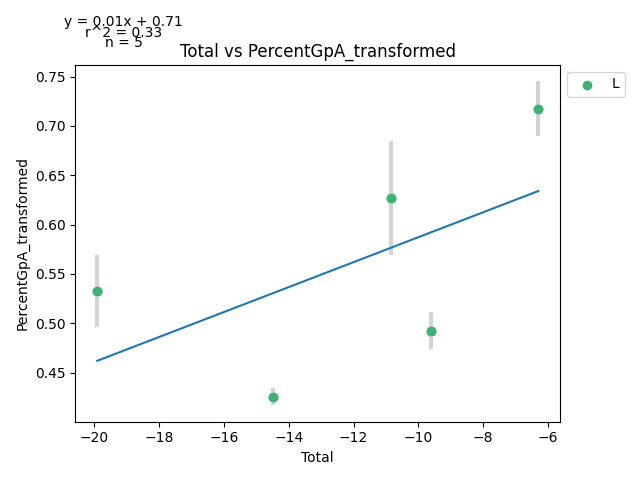 y = 0.01x + 0.71
r^2 = 0.33
n = 5
Total vs PercentGpA_transformed
L
PercentGpA_transformed
0.75
0.70
0.65
0.60
0.55
0.50
0.45
−20 −18 −16 −14 −12 −10 −8 −6
Total